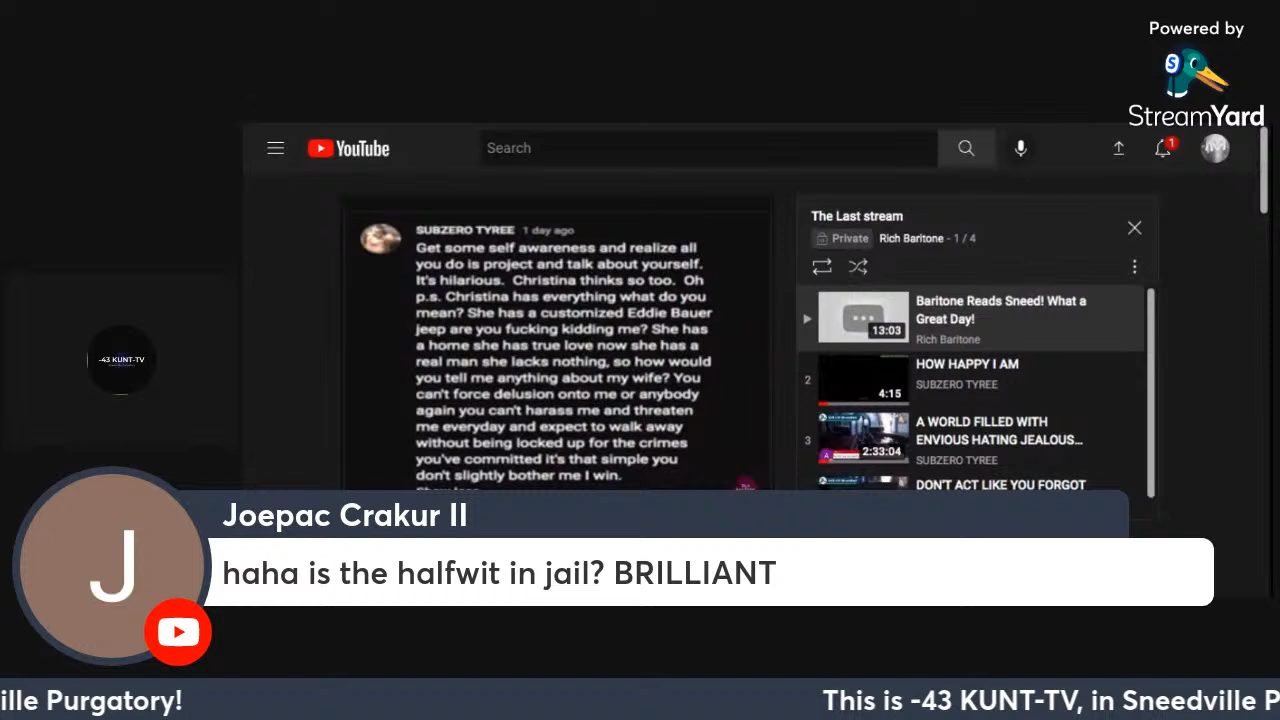 Powered by
StreamYard
YouTube
Search
1
SUBZERO TYREE 1 day ago
Get some self awareness and realize all
you do is project and talk about yourself.
It's hilarious. Christina thinks so too. Oh
p.s. Christina has everything what do you
mean? She has a customized Eddie Bauer
jeep are you fucking kidding me? She has
a home she has true love now she has a
real man she lacks nothing, so how would
you tell me anything about my wife? You
can't force delusion onto me or anybody
again you can't harass me and threaten
me everyday and expect to walk away
without being locked up for the crimes
you've committed it's that simple you
don't slightly bother me I win.
The Last stream
Private Rich Baritone - 1 / 4
13:03
Baritone Reads Sneed! What a
Great Day!
Rich Baritone
2
4:15
HOW HAPPY I AM
SUBZERO TYREE
3
2:33:04
A WORLD FILLED WITH
ENVIOUS HATING JEALOUS...
SUBZERO TYREE
DON'T ACT LIKE YOU FORGOT
-43 KUNT-TV
J
Joepac Crakur II
haha is the halfwit in jail? BRILLIANT
ille Purgatory! This is -43 KUNT-TV, in Sneedville P